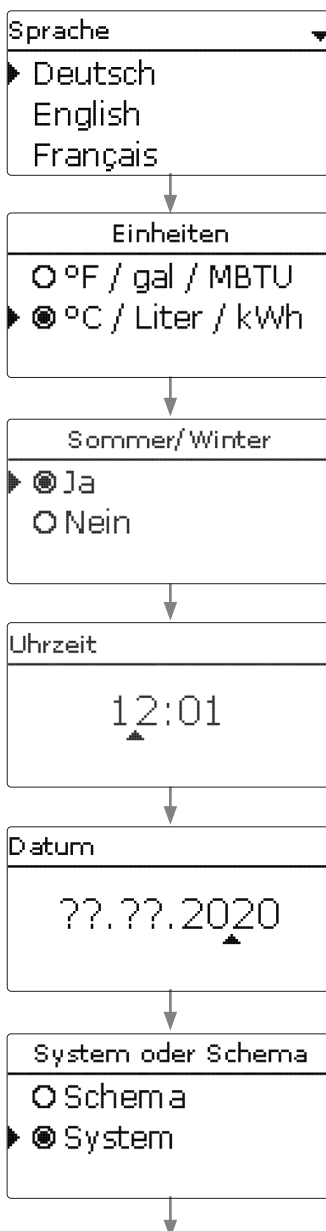 Sprache
Deutsch
English
Français
Einheiten
°F / gal / MBTU
°C / Liter / kWh
Sommer/Winter
Ja
Nein
Uhrzeit
12:01
Datum
??.??.2020
System oder Schema
Schema
System